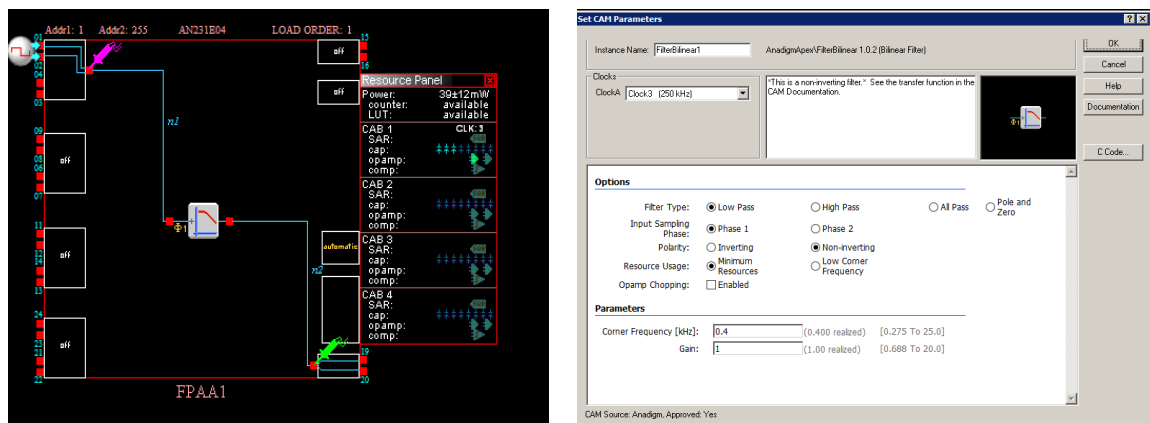 Addr1: 1 Addr2: 255 AN231E04 LOAD ORDER: 1
01
02
04
03
09
08
06
07
11
12
14
13
24
23
21
22
off
off
off
n1
Φ1
n2
FPAA1
15
off
16
off
automatic
19
20
Resource Panel
Power: 39±12mW
counter: available
LUT: available
CAB 1 CLK: 3
SAR:
cap:
opamp:
comp:
CAB 2
SAR:
cap:
opamp:
comp:
CAB 3
SAR:
cap:
opamp:
comp:
CAB 4
SAR:
cap:
opamp:
comp:
Set CAM Parameters
Instance Name: FilterBilinear1 AnadigmApex\FilterBilinear 1.0.2 (Bilinear Filter)
Clocks
ClockA Clock3 (250 kHz)
"This is a non-inverting filter." See the transfer function in the
CAM Documentation.
Φ1
OK
Cancel
Help
Documentation
C Code...
Options
Filter Type: Low Pass High Pass All Pass Pole and Zero
Input Sampling Phase: Phase 1 Phase 2
Polarity: Inverting Non-inverting
Resource Usage: Minimum Resources Low Corner Frequency
Opamp Chopping: Enabled
Parameters
Corner Frequency [kHz]: 0.4 (0.400 realized) [0.275 To 25.0]
Gain: 1 (1.00 realized) [0.688 To 20.0]
CAM Source: Anadigm, Approved: Yes